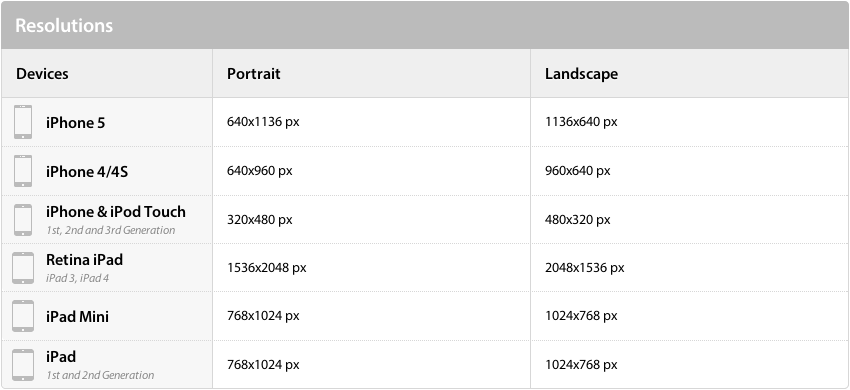 Resolutions
Devices Portrait Landscape
iPhone 5 640x1136 px 1136x640 px
iPhone 4/4S 640x960 px 960x640 px
iPhone & iPod Touch 320x480 px 480x320 px
1st, 2nd and 3rd Generation
Retina iPad 1536x2048 px 2048x1536 px
iPad 3, iPad 4
iPad Mini 768x1024 px 1024x768 px
iPad 768x1024 px 1024x768 px
1st and 2nd Generation